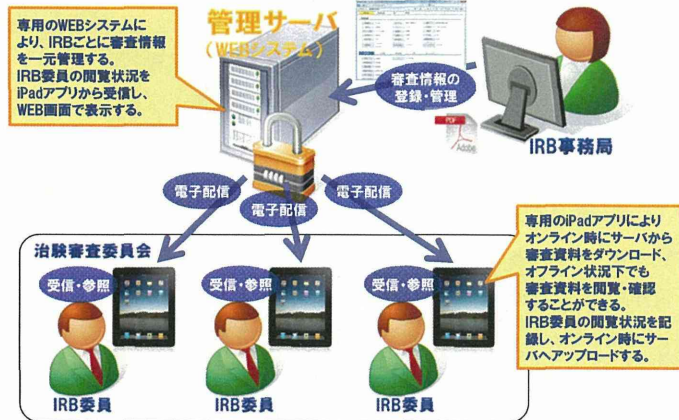 専用のWEBシステムに
より、IRBごとに審査情報
を一元管理する。
IRB委員の閲覧状況を
iPadアプリから受信し、
WEB画面で表示する。
管理サーバ
(WEBシステム)
審査情報の
登録・管理
PDF
Adobe
IRB事務局
電子配信
電子配信
電子配信
治験審査委員会
受信・参照
受信・参照
受信・参照
IRB委員
IRB委員
IRB委員
専用のiPadアプリにより
オンライン時にサーバから
審査資料をダウンロード、
オフライン状況下でも
審査資料を閲覧・確認
することができる。
IRB委員の閲覧状況を記
録し、オンライン時にサー
バへアップロードする。